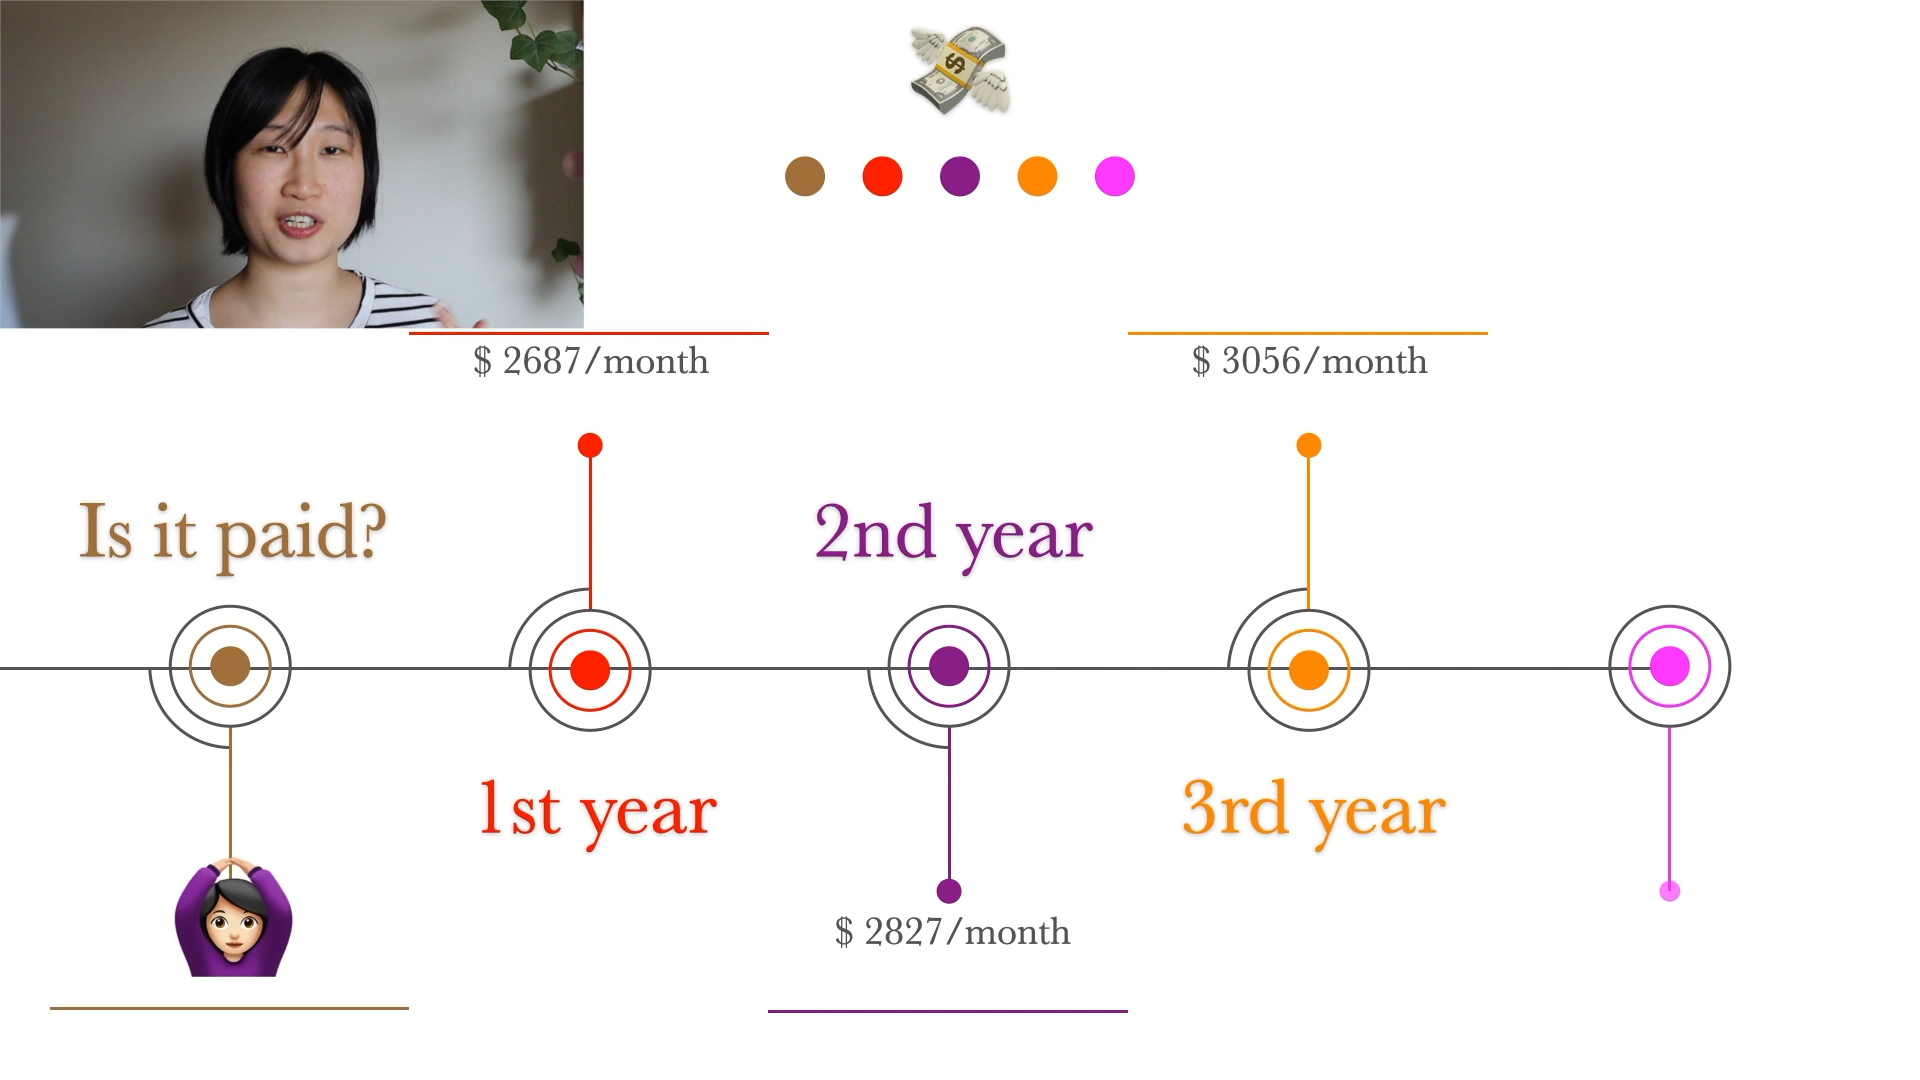 $ 2687/month
$ 3056/month
Is it paid?
2nd year
1st year
3rd year
$ 2827/month